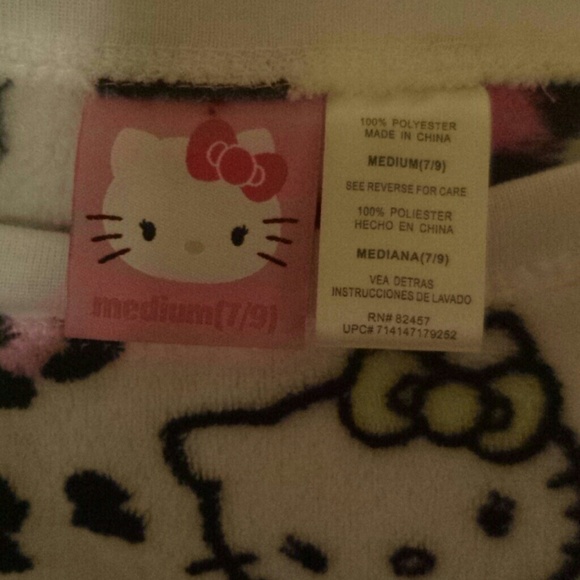 medium(7/9)
100% POLYESTER
MADE IN CHINA
MEDIUM(7/9)
SEE REVERSE FOR CARE
100% POLIESTER
HECHO EN CHINA
MEDIANA(7/9)
VEA DETRAS
INSTRUCCIONES DE LAVADO
RN# 82457
UPC# 714147179252